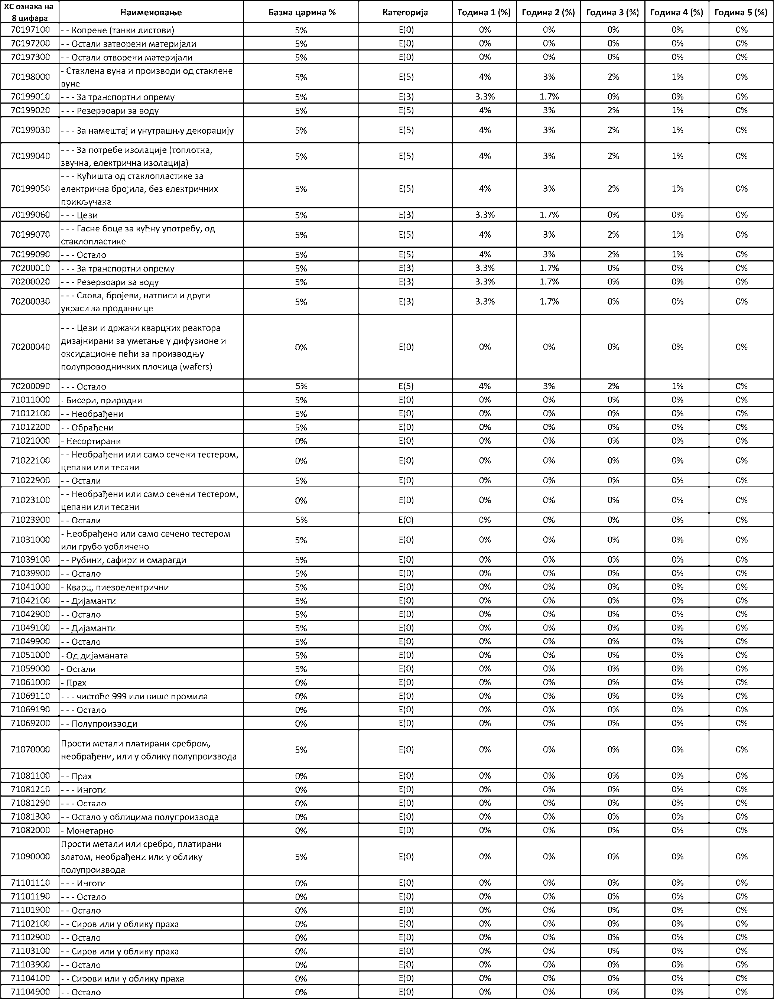 ХС ознака на 8 цифара Наименовање Базна царина % Категорија Година 1 (%) Година 2 (%) Година 3 (%) Година 4 (%) Година 5 (%)
70197100 - - Копрене (танки листови) 5% E(0) 0% 0% 0% 0% 0%
70197200 - - Остали затворени материјали 5% E(0) 0% 0% 0% 0% 0%
70197300 - - Остали отворени материјали 5% E(0) 0% 0% 0% 0% 0%
70198000 - Стаклена вуна и производи од стаклене вуне 5% E(5) 4% 3% 2% 1% 0%
70199010 - - - За транспортни опрему 5% E(3) 3.3% 1.7% 0% 0% 0%
70199020 - - - Резервоари за воду 5% E(5) 4% 3% 2% 1% 0%
70199030 - - - За намештај и унутрашњу декорацију 5% E(5) 4% 3% 2% 1% 0%
70199040 - - - За потребе изолације (топлотна, звучна, електрична изолација) 5% E(5) 4% 3% 2% 1% 0%
70199050 - - - Кућишта од стаклопластике за електрична бројила, без електричних прикључака 5% E(5) 4% 3% 2% 1% 0%
70199060 - - - Цеви 5% E(3) 3.3% 1.7% 0% 0% 0%
70199070 - - - Гасне боце за кућну употребу, од стаклопластике 5% E(5) 4% 3% 2% 1% 0%
70199090 - - - Остало 5% E(5) 4% 3% 2% 1% 0%
70200010 - - - За транспортни опрему 5% E(3) 3.3% 1.7% 0% 0% 0%
70200020 - - - Резервоари за воду 5% E(3) 3.3% 1.7% 0% 0% 0%
70200030 - - - Слова, бројеви, натписи и други украси за продавнице 5% E(3) 3.3% 1.7% 0% 0% 0%
70200040 - - - Цеви и држачи кварцних реактора дизајнирани за уметање у дифузионе и оксидационе пећи за производњу полупроводничких плочица (wafers) 0% E(0) 0% 0% 0% 0% 0%
70200090 - - - Остало 5% E(5) 4% 3% 2% 1% 0%
71011000 - Бисери, природни 5% E(0) 0% 0% 0% 0% 0%
71012100 - - Необрађени 5% E(0) 0% 0% 0% 0% 0%
71012200 - - Обрађени 5% E(0) 0% 0% 0% 0% 0%
71021000 - Несортирани 0% E(0) 0% 0% 0% 0% 0%
71022100 - - Необрађени или само сечени тестером, цепани или тесани 0% E(0) 0% 0% 0% 0% 0%
71022900 - - Остали 5% E(0) 0% 0% 0% 0% 0%
71023100 - - Необрађени или само сечени тестером, цепани или тесани 0% E(0) 0% 0% 0% 0% 0%
71023900 - - Остали 5% E(0) 0% 0% 0% 0% 0%
71031000 - Необрађено или само сечено тестером или грубо уобличено 5% E(0) 0% 0% 0% 0% 0%
71039100 - - Рубини, сафири и смарагди 5% E(0) 0% 0% 0% 0% 0%
71039900 - - Остало 5% E(0) 0% 0% 0% 0% 0%
71041000 - Кварц, пиезоелектрични 5% E(0) 0% 0% 0% 0% 0%
71042100 - - Дијаманти 5% E(0) 0% 0% 0% 0% 0%
71042900 - - Остало 5% E(0) 0% 0% 0% 0% 0%
71049100 - - Дијаманти 5% E(0) 0% 0% 0% 0% 0%
71049900 - - Остало 5% E(0) 0% 0% 0% 0% 0%
71051000 - Од дијаманата 5% E(0) 0% 0% 0% 0% 0%
71059000 - Остали 5% E(0) 0% 0% 0% 0% 0%
71061000 - Прах 0% E(0) 0% 0% 0% 0% 0%
71069110 - - - чистоће 999 или више промила 0% E(0) 0% 0% 0% 0% 0%
71069190 - - - Остало 0% E(0) 0% 0% 0% 0% 0%
71069200 - - Полупроизводи 0% E(0) 0% 0% 0% 0% 0%
71070000 Прости метали платирани сребром, необрађени, или у облику полупроизвода 5% E(0) 0% 0% 0% 0% 0%
71081100 - - Прах 0% E(0) 0% 0% 0% 0% 0%
71081210 - - - Инготи 0% E(0) 0% 0% 0% 0% 0%
71081290 - - - Остало 0% E(0) 0% 0% 0% 0% 0%
71081300 - - Остало у облицима полупроизвода 0% E(0) 0% 0% 0% 0% 0%
71082000 - Монетарно 0% E(0) 0% 0% 0% 0% 0%
71090000 Прости метали или сребро, платирани златом, необрађени или у облику полупроизвода 5% E(0) 0% 0% 0% 0% 0%
71101110 - - - Инготи 0% E(0) 0% 0% 0% 0% 0%
71101190 - - - Остало 0% E(0) 0% 0% 0% 0% 0%
71101900 - - Остало 0% E(0) 0% 0% 0% 0% 0%
71102100 - - Сиров или у облику праха 0% E(0) 0% 0% 0% 0% 0%
71102900 - - Остало 0% E(0) 0% 0% 0% 0% 0%
71103100 - - Сиров или у облику праха 0% E(0) 0% 0% 0% 0% 0%
71103900 - - Остало 0% E(0) 0% 0% 0% 0% 0%
71104100 - - Сирови или у облику праха 0% E(0) 0% 0% 0% 0% 0%
71104900 - - Остало 0% E(0) 0% 0% 0% 0% 0%